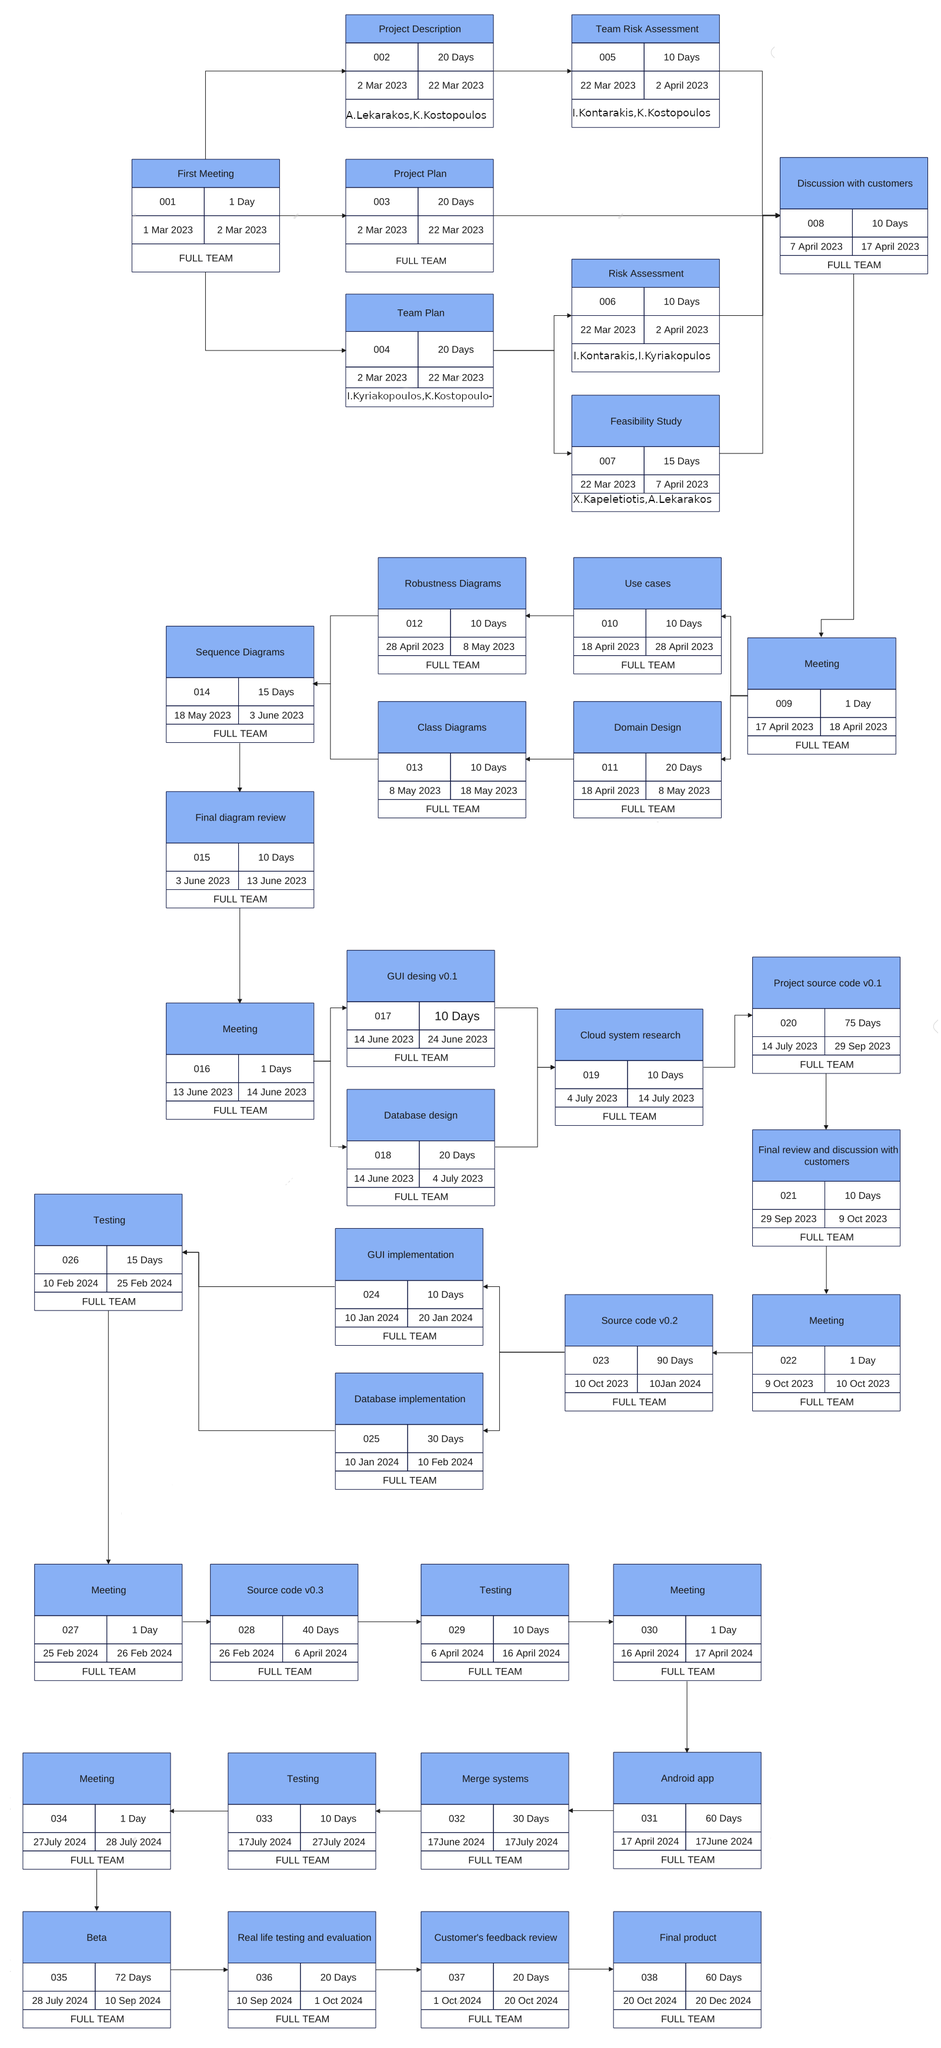 Project Description
002 20 Days
2 Mar 2023 22 Mar 2023
A.Lekarakos,K.Kostopoulos
Team Risk Assessment
005 10 Days
22 Mar 2023 2 April 2023
I.Kontarakis,K.Kostopoulos
First Meeting
001 1 Day
1 Mar 2023 2 Mar 2023
FULL TEAM
Project Plan
003 20 Days
2 Mar 2023 22 Mar 2023
FULL TEAM
Discussion with customers
008 10 Days
7 April 2023 17 April 2023
FULL TEAM
Team Plan
004 20 Days
2 Mar 2023 22 Mar 2023
I.Kyriakopoulos,K.Kostopoulo-
Risk Assessment
006 10 Days
22 Mar 2023 2 April 2023
I.Kontarakis,I.Kyriakopulos
Feasibility Study
007 15 Days
22 Mar 2023 7 April 2023
X.Kapeletiotis,A.Lekarakos
Robustness Diagrams
012 10 Days
28 April 2023 8 May 2023
FULL TEAM
Use cases
010 10 Days
18 April 2023 28 April 2023
FULL TEAM
Sequence Diagrams
014 15 Days
18 May 2023 3 June 2023
FULL TEAM
Meeting
009 1 Day
17 April 2023 18 April 2023
FULL TEAM
Class Diagrams
013 10 Days
8 May 2023 18 May 2023
FULL TEAM
Domain Design
011 20 Days
18 April 2023 8 May 2023
FULL TEAM
Final diagram review
015 10 Days
3 June 2023 13 June 2023
FULL TEAM
Meeting
016 1 Days
13 June 2023 14 June 2023
FULL TEAM
GUI desing v0.1
017 10 Days
14 June 2023 24 June 2023
FULL TEAM
Database design
018 20 Days
14 June 2023 4 July 2023
FULL TEAM
Cloud system research
019 10 Days
4 July 2023 14 July 2023
FULL TEAM
Project source code v0.1
020 75 Days
14 July 2023 29 Sep 2023
FULL TEAM
Final review and discussion with
customers
021 10 Days
29 Sep 2023 9 Oct 2023
FULL TEAM
Testing
026 15 Days
10 Feb 2024 25 Feb 2024
FULL TEAM
GUI implementation
024 10 Days
10 Jan 2024 20 Jan 2024
FULL TEAM
Source code v0.2
023 90 Days
10 Oct 2023 10Jan 2024
FULL TEAM
Meeting
022 1 Day
9 Oct 2023 10 Oct 2023
FULL TEAM
Database implementation
025 30 Days
10 Jan 2024 10 Feb 2024
FULL TEAM
Meeting
027 1 Day
25 Feb 2024 26 Feb 2024
FULL TEAM
Source code v0.3
028 40 Days
26 Feb 2024 6 April 2024
FULL TEAM
Testing
029 10 Days
6 April 2024 16 April 2024
FULL TEAM
Meeting
030 1 Day
16 April 2024 17 April 2024
FULL TEAM
Meeting
034 1 Day
27July 2024 28 July 2024
FULL TEAM
Testing
033 10 Days
17July 2024 27July 2024
FULL TEAM
Merge systems
032 30 Days
17June 2024 17July 2024
FULL TEAM
Android app
031 60 Days
17 April 2024 17June 2024
FULL TEAM
Beta
035 72 Days
28 July 2024 10 Sep 2024
FULL TEAM
Real life testing and evaluation
036 20 Days
10 Sep 2024 1 Oct 2024
FULL TEAM
Customer's feedback review
037 20 Days
1 Oct 2024 20 Oct 2024
FULL TEAM
Final product
038 60 Days
20 Oct 2024 20 Dec 2024
FULL TEAM